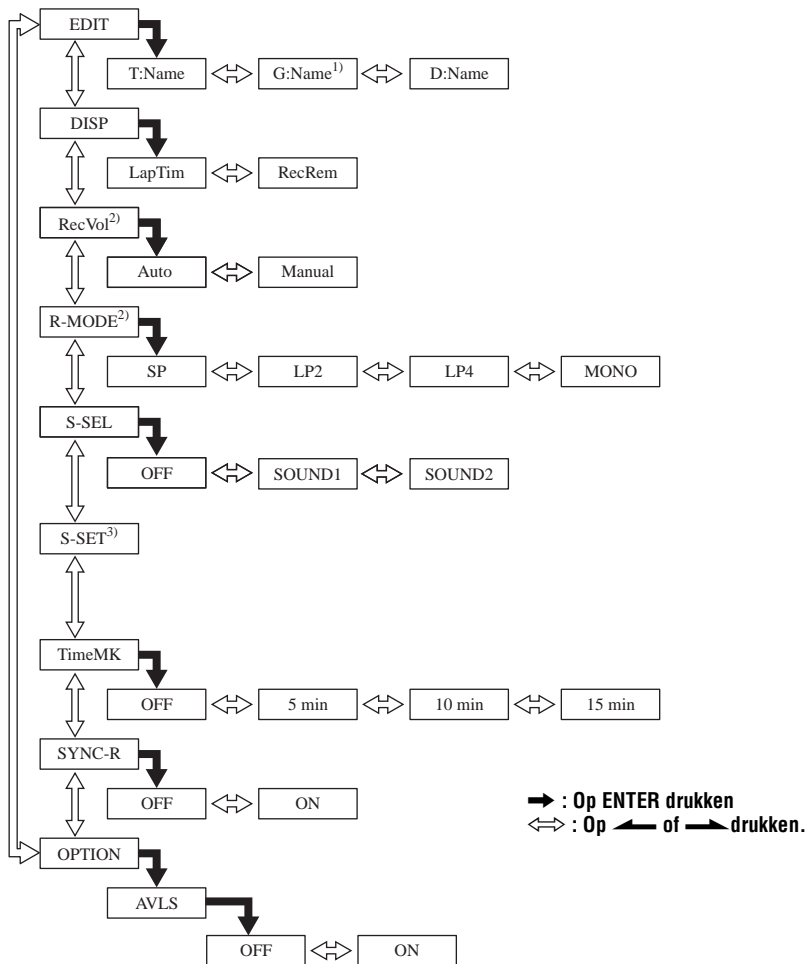 EDIT
T:Name G:Name1) D:Name
DISP
LapTim RecRem
RecVol2)
Auto Manual
R-MODE2)
SP LP2 LP4 MONO
S-SEL
OFF SOUND1 SOUND2
S-SET3)
TimeMK
OFF 5 min 10 min 15 min
SYNC-R
OFF ON
: Op ENTER drukken
: Op of drukken.
OPTION
AVLS
OFF ON